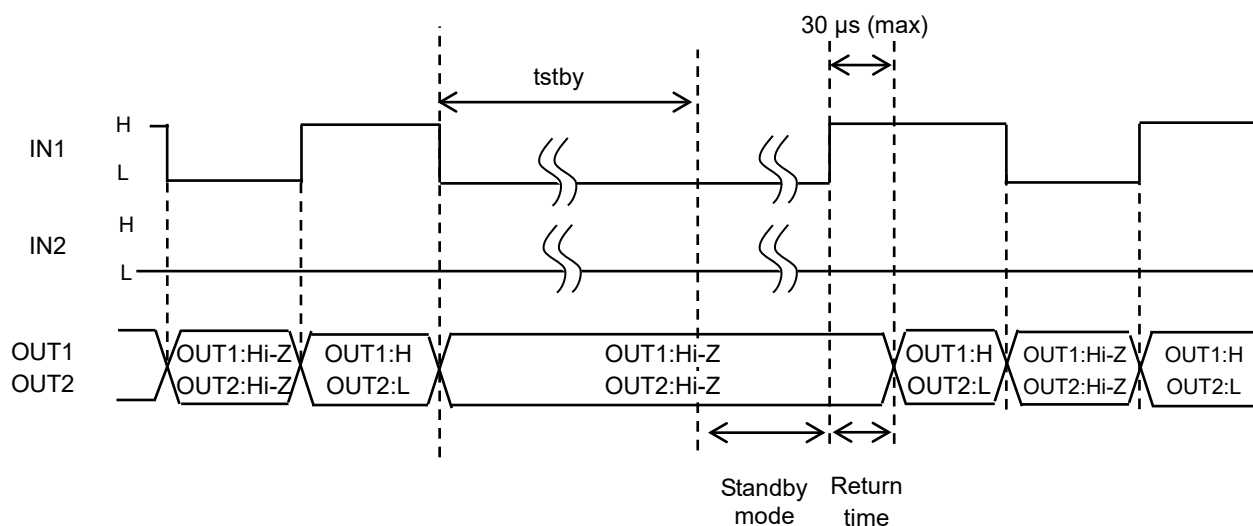 30 µs (max)
tstby
IN1
H
L
IN2
H
L
OUT1
OUT2
OUT1:Hi-Z
OUT2:Hi-Z
OUT1:H
OUT2:L
OUT1:Hi-Z
OUT2:Hi-Z
OUT1:H
OUT2:L
OUT1:Hi-Z
OUT2:Hi-Z
OUT1:H
OUT2:L
Standby
mode
Return
time